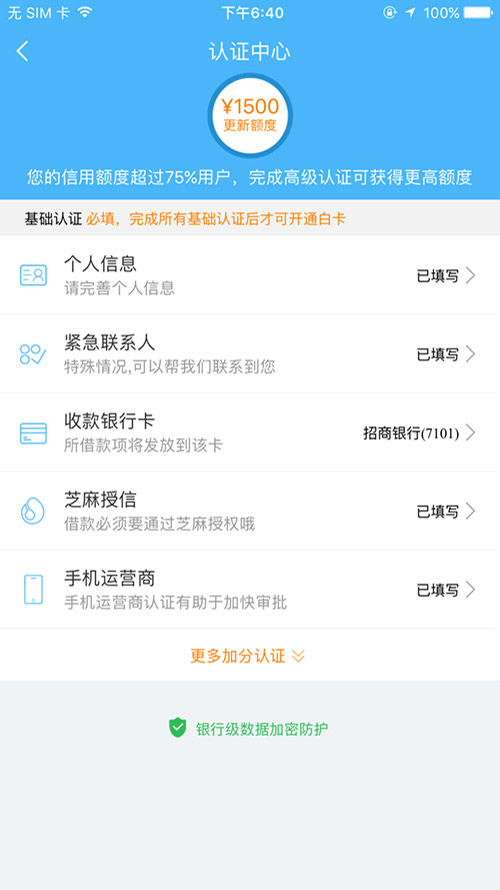 无 SIM 卡 下午6:40 100%
认证中心
¥1500
更新额度
您的信用额度超过75%用户，完成高级认证可获得更高额度
基础认证 必填，完成所有基础认证后才可开通白卡
个人信息
请完善个人信息
已填写
紧急联系人
特殊情况,可以帮我们联系到您
已填写
收款银行卡
所借款项将发放到该卡
招商银行(7101)
芝麻授信
借款必须要通过芝麻授权哦
已填写
手机运营商
手机运营商认证有助于加快审批
已填写
更多加分认证
银行级数据加密防护